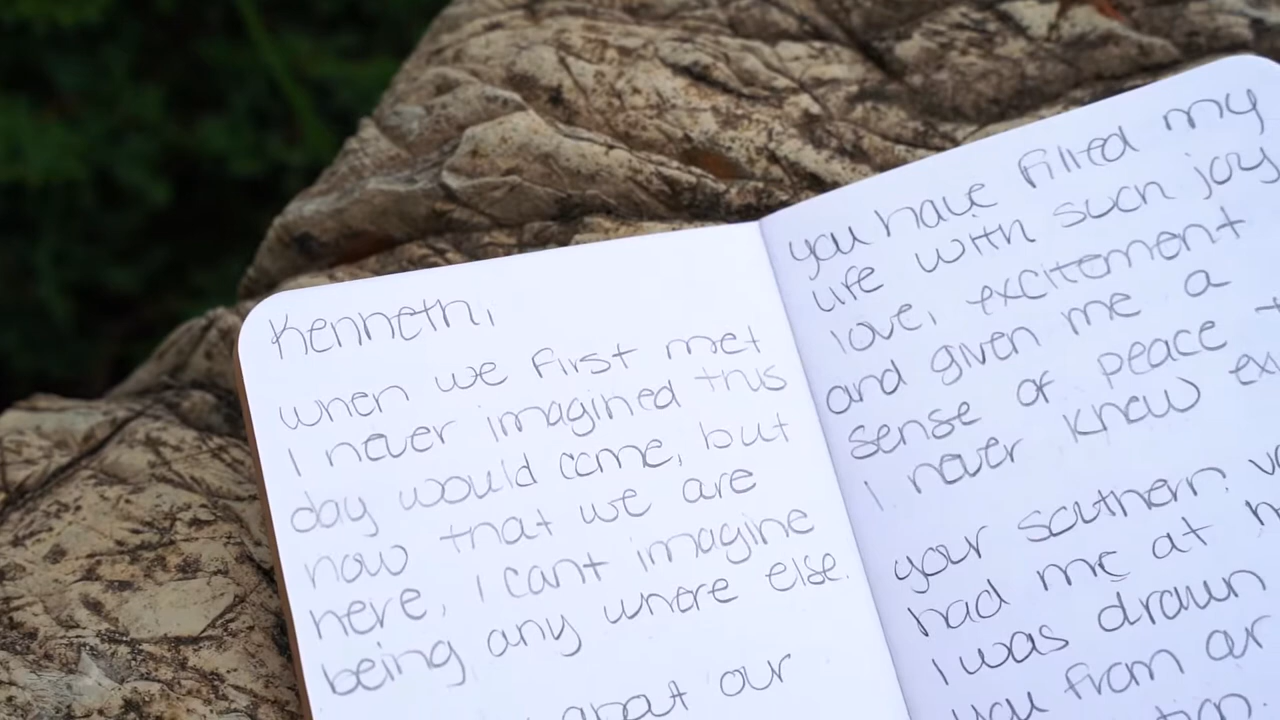 Kenneth,
when we first met
I never imagined this
day would come, but
now that we are
here, I cant imagine
being any where else.
about our
you have filled my
life with such joy
love, excitement
and given me a
sense of peace
I never knew
your southern
had me at
I was drawn
you from